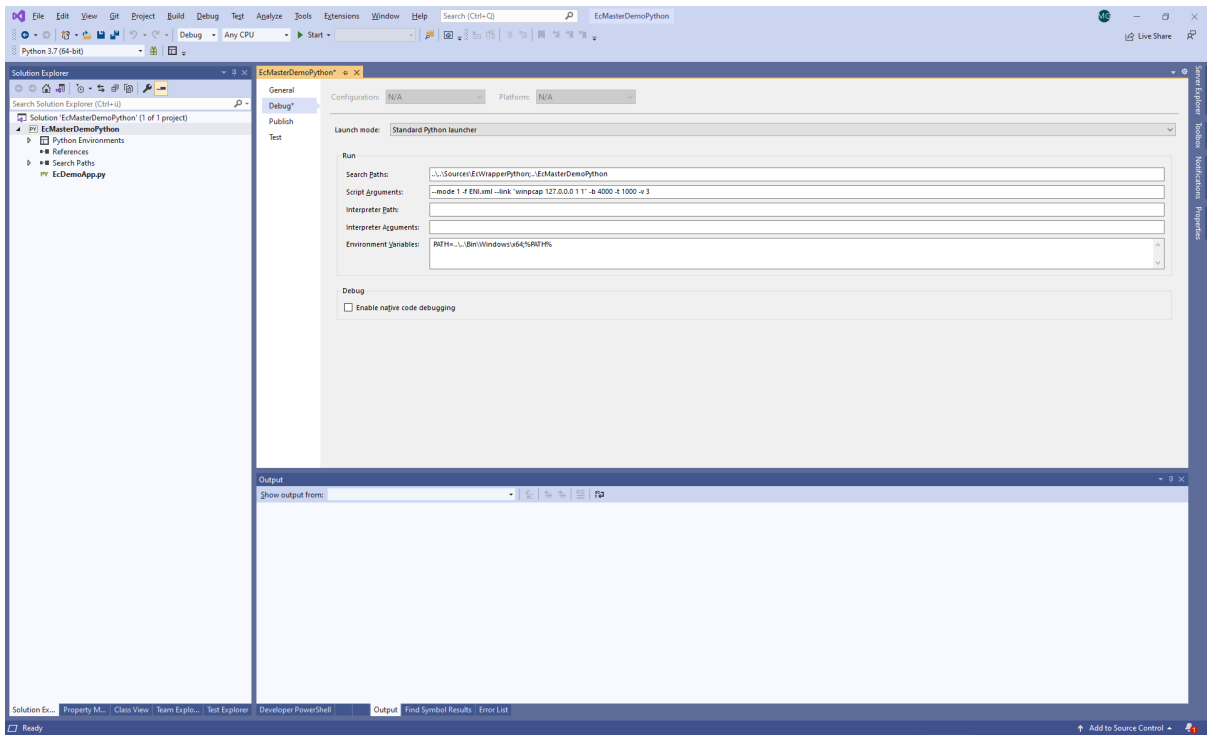 File Edit View Git Project Build Debug Test Analyze Tools Extensions Window Help Search (Ctrl+Q) EcMasterDemoPython MG
Debug Any CPU Start Live Share
Python 3.7 (64-bit)
Solution Explorer
Search Solution Explorer (Ctrl+ü)
Solution 'EcMasterDemoPython' (1 of 1 project)
PY EcMasterDemoPython
Python Environments
References
Search Paths
PY EcDemoApp.py
EcMasterDemoPython*
General
Debug*
Publish
Test
Configuration: N/A Platform: N/A
Launch mode: Standard Python launcher
Run
Search Paths: ..\..\Sources\EcWrapperPython;..\EcMasterDemoPython
Script Arguments: --mode 1 -f ENI.xml --link "winpcap 127.0.0.0 1 1" -b 4000 -t 1000 -v 3
Interpreter Path:
Interpreter Arguments:
Environment Variables: PATH=..\..\Bin\Windows\x64;%PATH%
Debug
Enable native code debugging
Server Explorer
Toolbox
Notifications
Properties
Output
Show output from:
Solution Ex... Property M... Class View Team Explo... Test Explorer Developer PowerShell Output Find Symbol Results Error List
Ready Add to Source Control 1